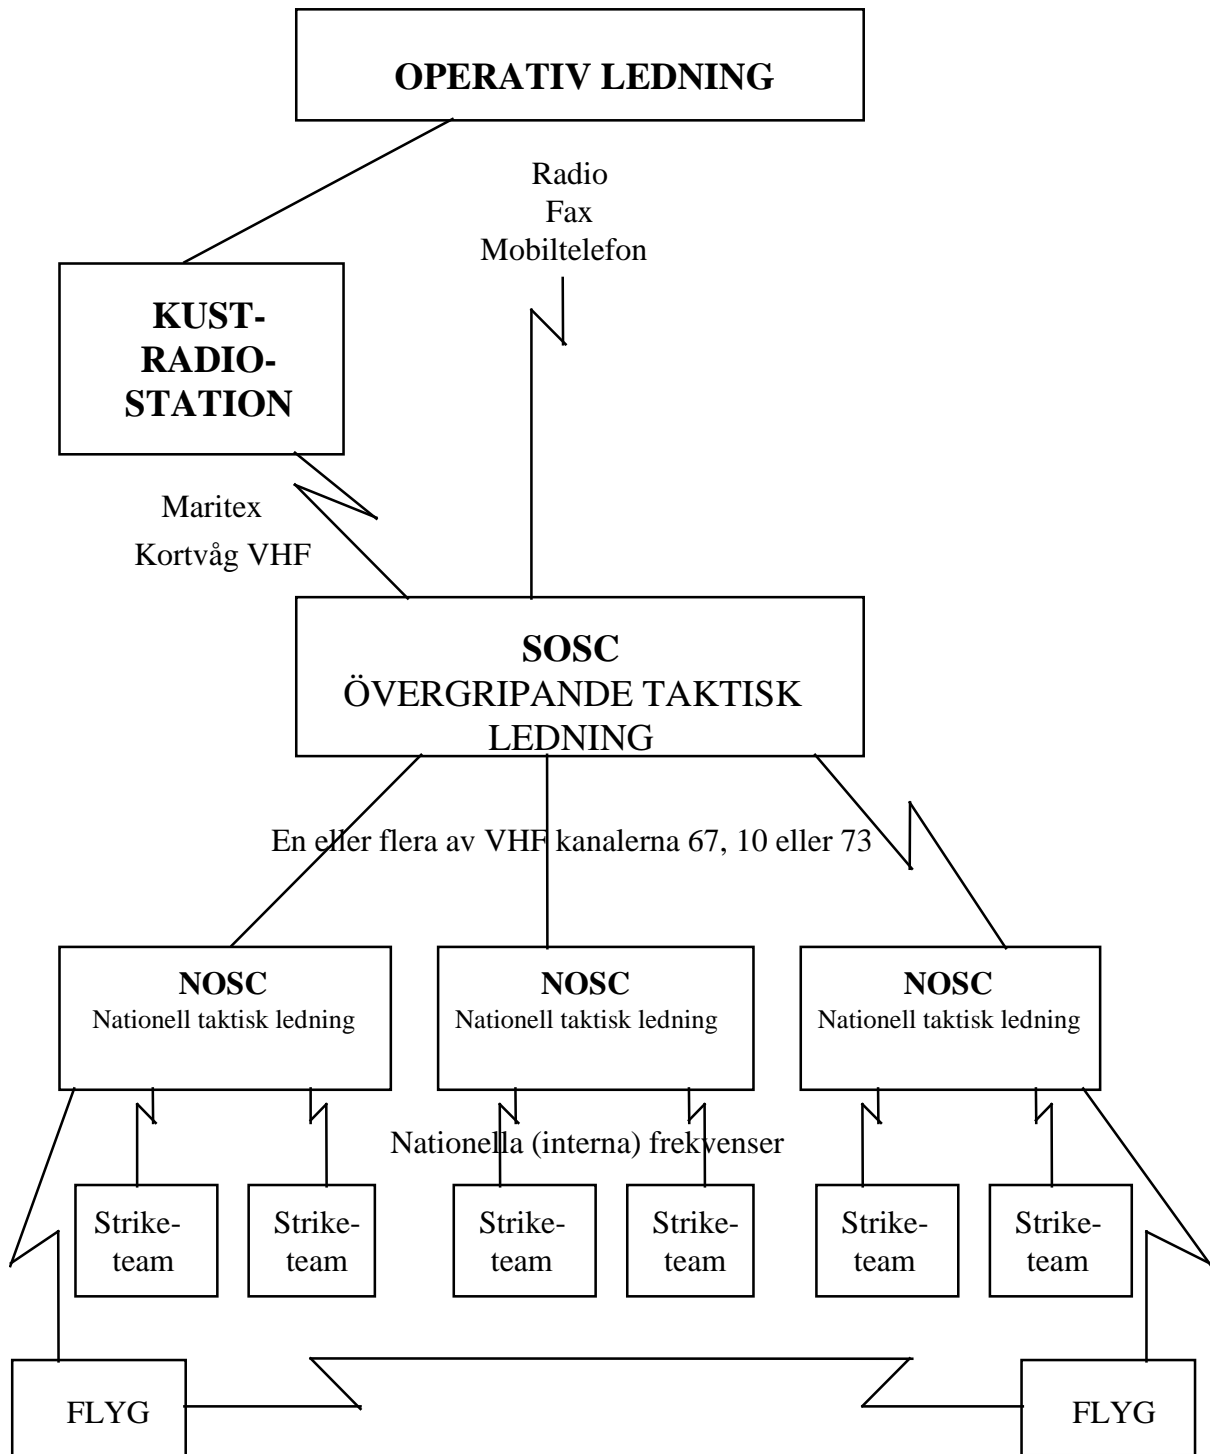 OPERATIV LEDNING
Radio
Fax
Mobiltelefon
KUST-
RADIO-
STATION
Maritex
Kortvåg VHF
SOSC
ÖVERGRIPANDE TAKTISK
LEDNING
En eller flera av VHF kanalerna 67, 10 eller 73
NOSC
Nationell taktisk ledning
NOSC
Nationell taktisk ledning
NOSC
Nationell taktisk ledning
Nationella (interna) frekvenser
Strike-
team
Strike-
team
Strike-
team
Strike-
team
Strike-
team
Strike-
team
FLYG
FLYG